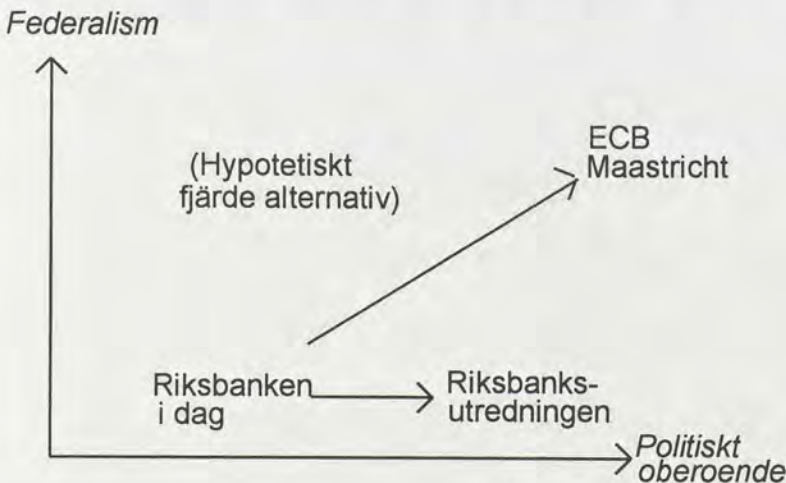 Federalism
(Hypotetiskt
fjärde alternativ)
ECB
Maastricht
Riksbanken
i dag
Riksbanks-
utredningen
Politiskt
oberoende